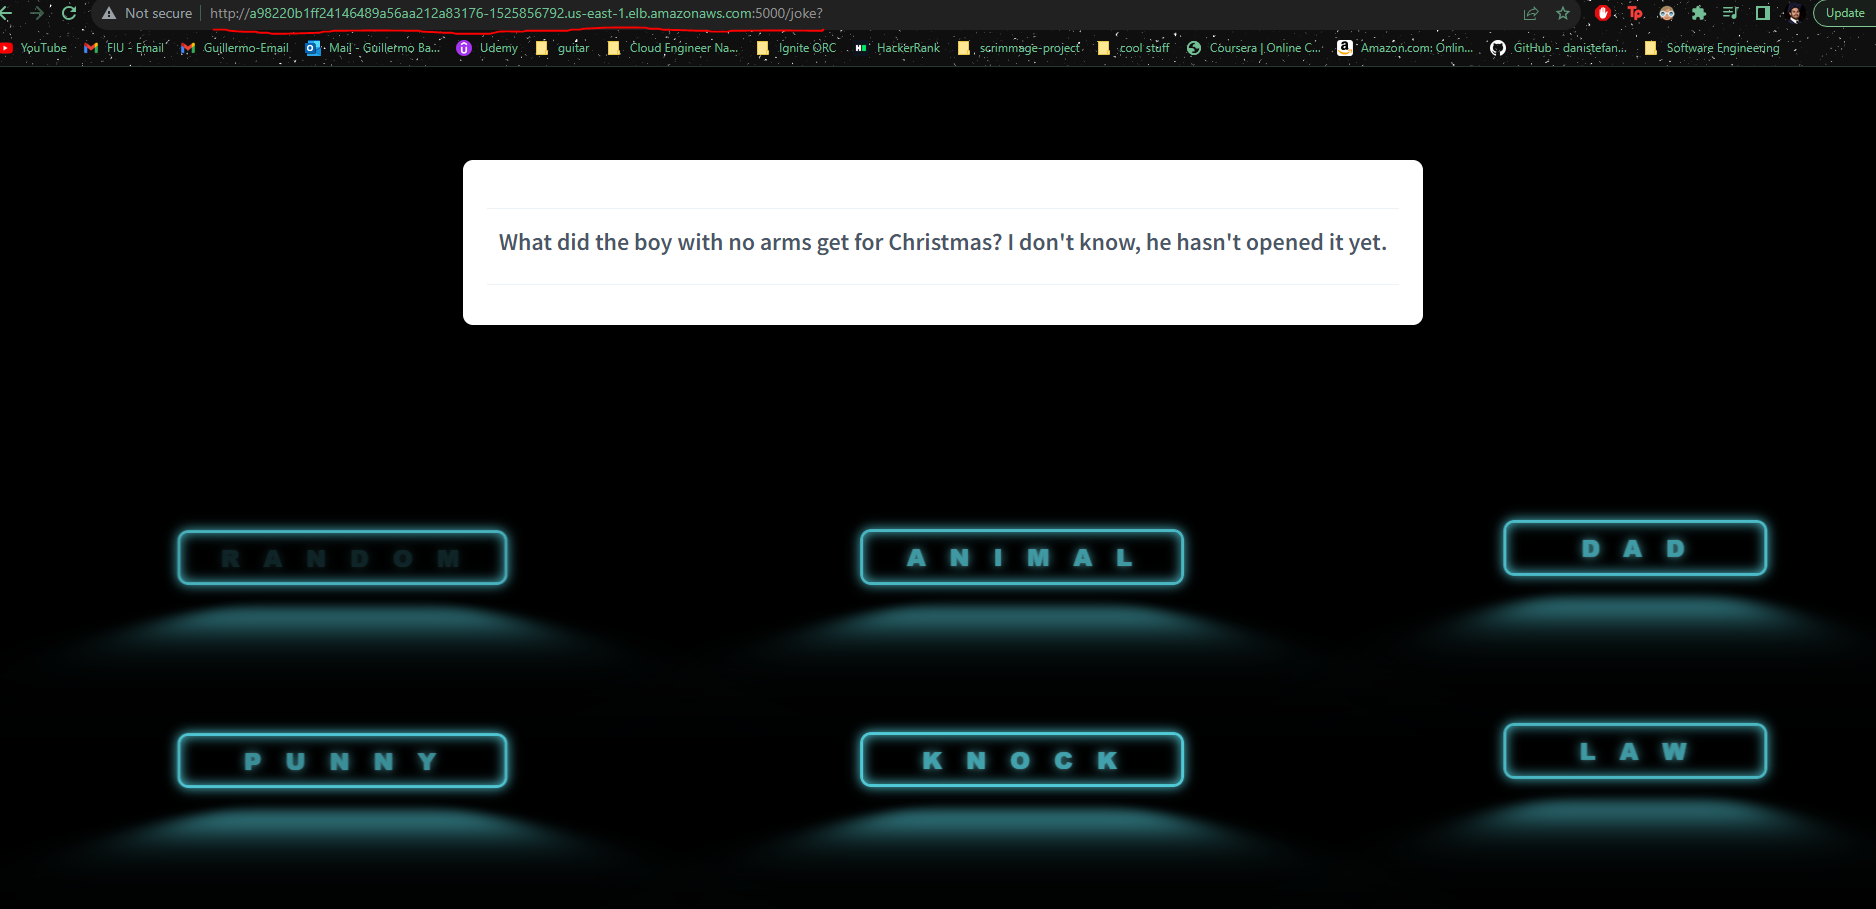 Not secure | http://a98220b1ff24146489a56aa212a83176-1525856792.us-east-1.elb.amazonaws.com:5000/joke? Tp Update
YouTube FIU - Email Guillermo-Email Mail - Guillermo Ba... Udemy guitar Cloud Engineer Na... Ignite ORC HackerRank scrimmage-project cool stuff Coursera | Online C... Amazon.com: Onlin... GitHub - danistefan... Software Engineering
What did the boy with no arms get for Christmas? I don't know, he hasn't opened it yet.
RANDOM ANIMAL DAD
PUNNY KNOCK LAW